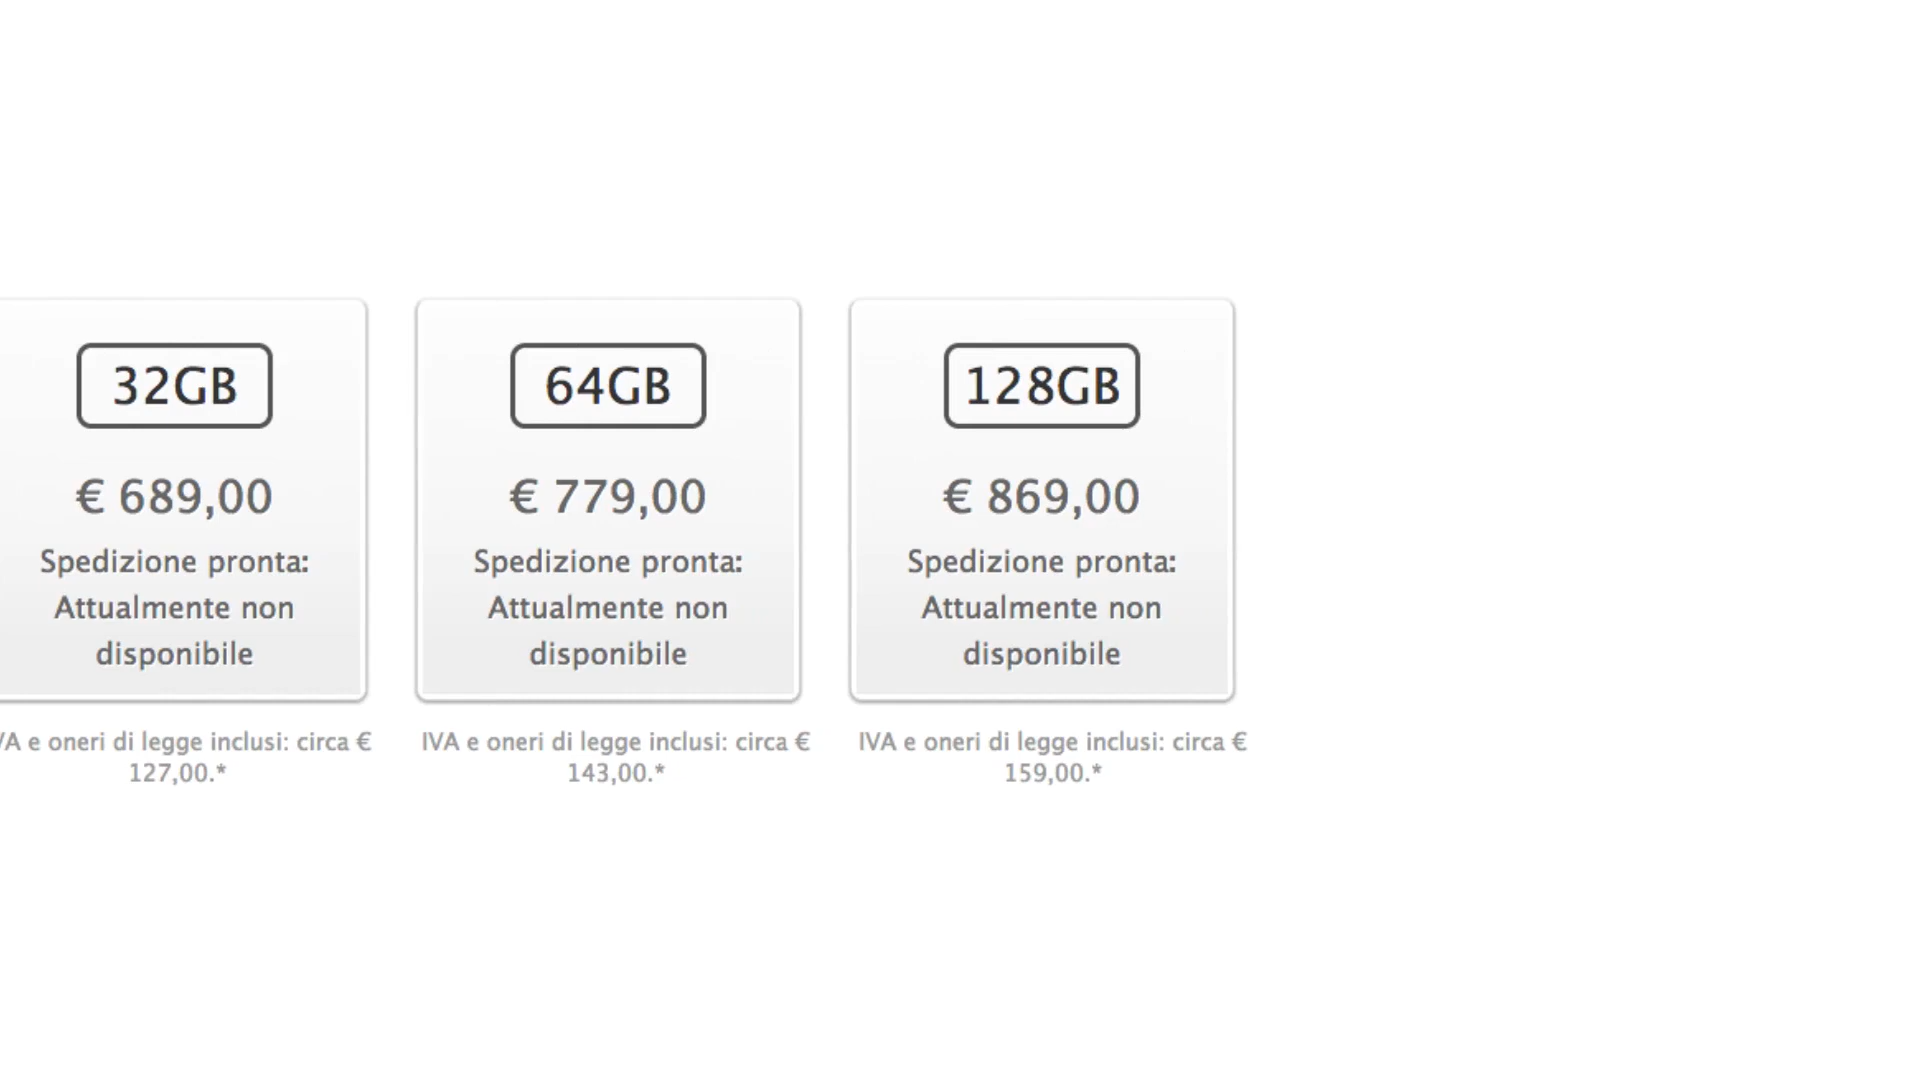 32GB
€ 689,00
Spedizione pronta:
Attualmente non
disponibile
e oneri di legge inclusi: circa €
127,00.*
64GB
€ 779,00
Spedizione pronta:
Attualmente non
disponibile
IVA e oneri di legge inclusi: circa €
143,00.*
128GB
€ 869,00
Spedizione pronta:
Attualmente non
disponibile
IVA e oneri di legge inclusi: circa €
159,00.*